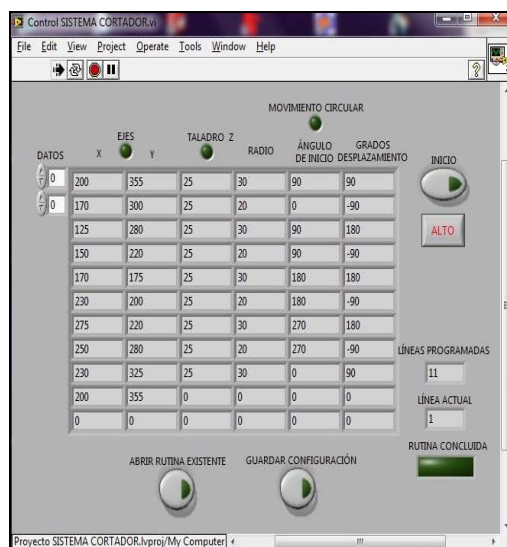 Control SISTEMA CORTADOR.vi
File Edit View Project Operate Tools Window Help
MOVIMIENTO CIRCULAR
EJES
TALADRO Z
DATOS X Y RADIO ÁNGULO DE INICIO GRADOS DESPLAZAMIENTO INICIO
0 200 355 25 30 90 90
0 170 300 25 20 0 -90
125 280 25 30 90 180
ALTO
150 220 25 20 90 -90
170 175 25 30 180 180
230 200 25 20 180 -90
275 220 25 30 270 180
250 280 25 20 270 -90
LÍNEAS PROGRAMADAS
230 325 25 30 0 90
11
200 355 0 0 0 0
LÍNEA ACTUAL
0 0 0 0 0 0
1
RUTINA CONCLUIDA
ABRIR RUTINA EXISTENTE GUARDAR CONFIGURACIÓN
Proyecto SISTEMA CORTADOR.lvproj/My Computer